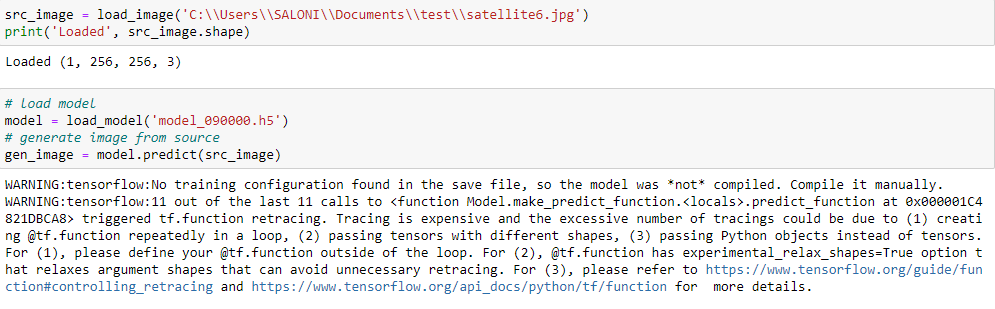 src_image = load_image('C:\\Users\\SALONI\\Documents\\test\\satellite6.jpg')
print('Loaded', src_image.shape)
Loaded (1, 256, 256, 3)
# load model
model = load_model('model_090000.h5')
# generate image from source
gen_image = model.predict(src_image)
WARNING:tensorflow:No training configuration found in the save file, so the model was *not* compiled. Compile it manually.
WARNING:tensorflow:11 out of the last 11 calls to <function Model.make_predict_function.<locals>.predict_function at 0x000001C4
821DBCA8> triggered tf.function retracing. Tracing is expensive and the excessive number of tracings could be due to (1) creati
ng @tf.function repeatedly in a loop, (2) passing tensors with different shapes, (3) passing Python objects instead of tensors.
For (1), please define your @tf.function outside of the loop. For (2), @tf.function has experimental_relax_shapes=True option t
hat relaxes argument shapes that can avoid unnecessary retracing. For (3), please refer to https://www.tensorflow.org/guide/fun
ction#controlling_retracing and https://www.tensorflow.org/api_docs/python/tf/function for  more details.